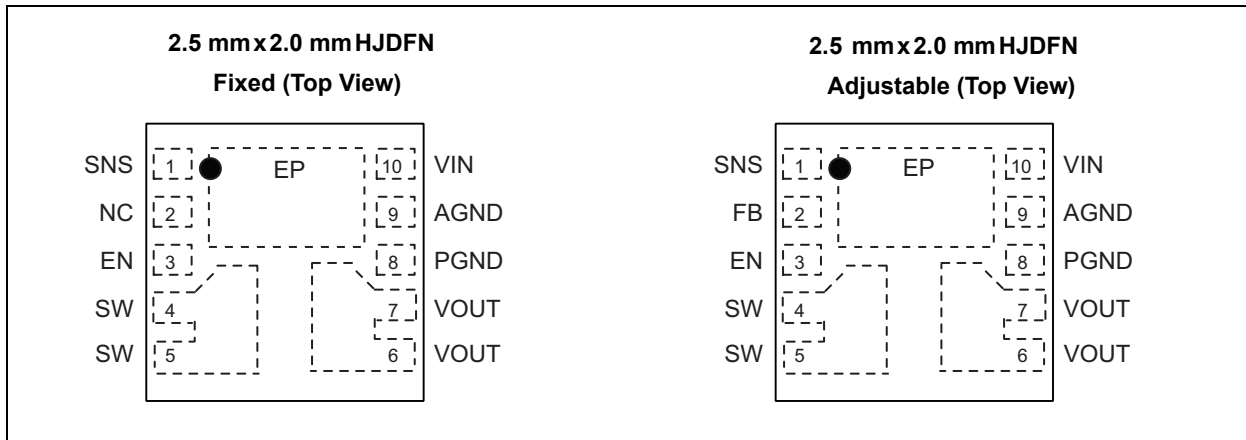 2.5 mm x 2.0 mm HJDFN
Fixed (Top View)
SNS 1 EP 10 VIN
NC 2 9 AGND
EN 3 8 PGND
SW 4 7 VOUT
SW 5 6 VOUT
2.5 mm x 2.0 mm HJDFN
Adjustable (Top View)
SNS 1 EP 10 VIN
FB 2 9 AGND
EN 3 8 PGND
SW 4 7 VOUT
SW 5 6 VOUT